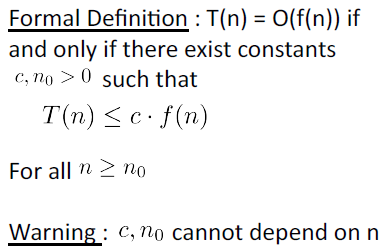 Formal Definition : T(n) = O(f(n)) if
and only if there exist constants
c, n₀ > 0 such that
T(n) ≤ c · f(n)
For all n ≥ n₀
Warning : c, n₀ cannot depend on n